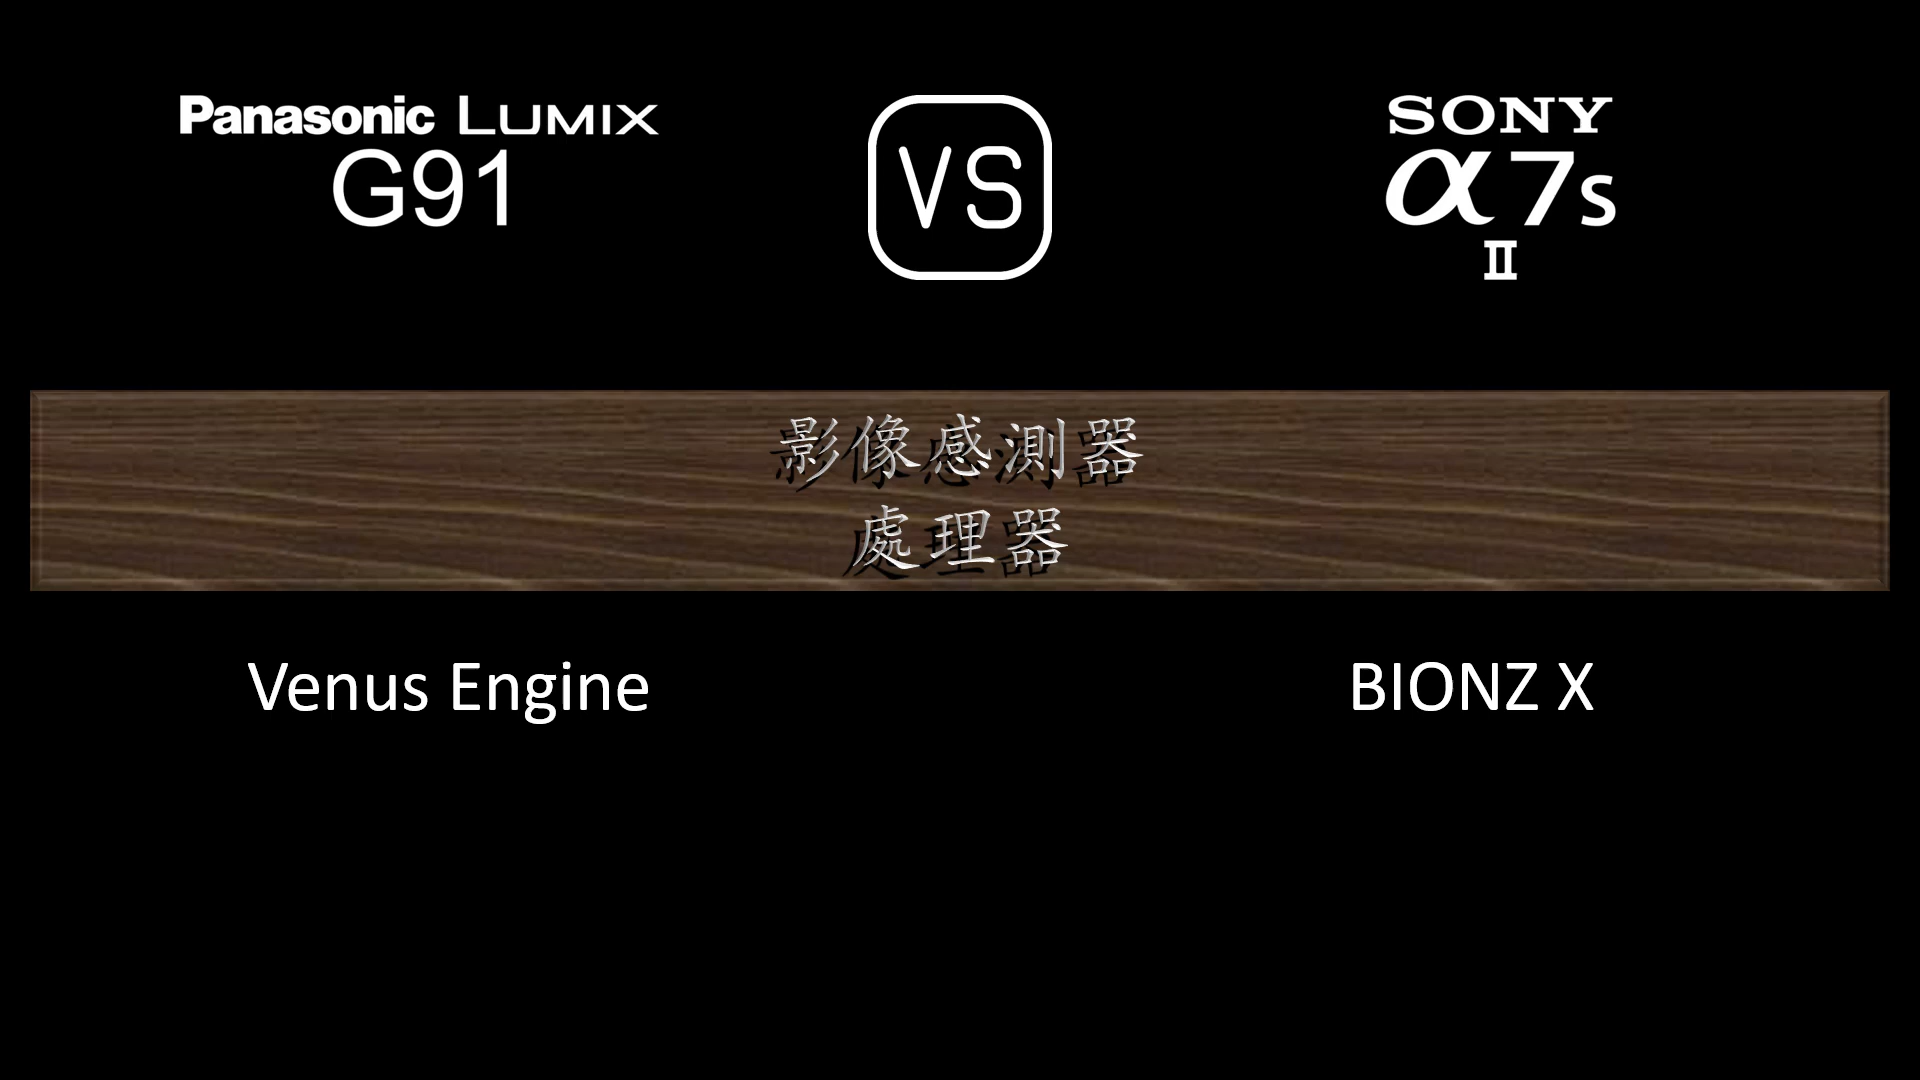 Panasonic LUMIX
G91
VS
SONY
α7s
II
影像感測器
處理器
Venus Engine
BIONZ X